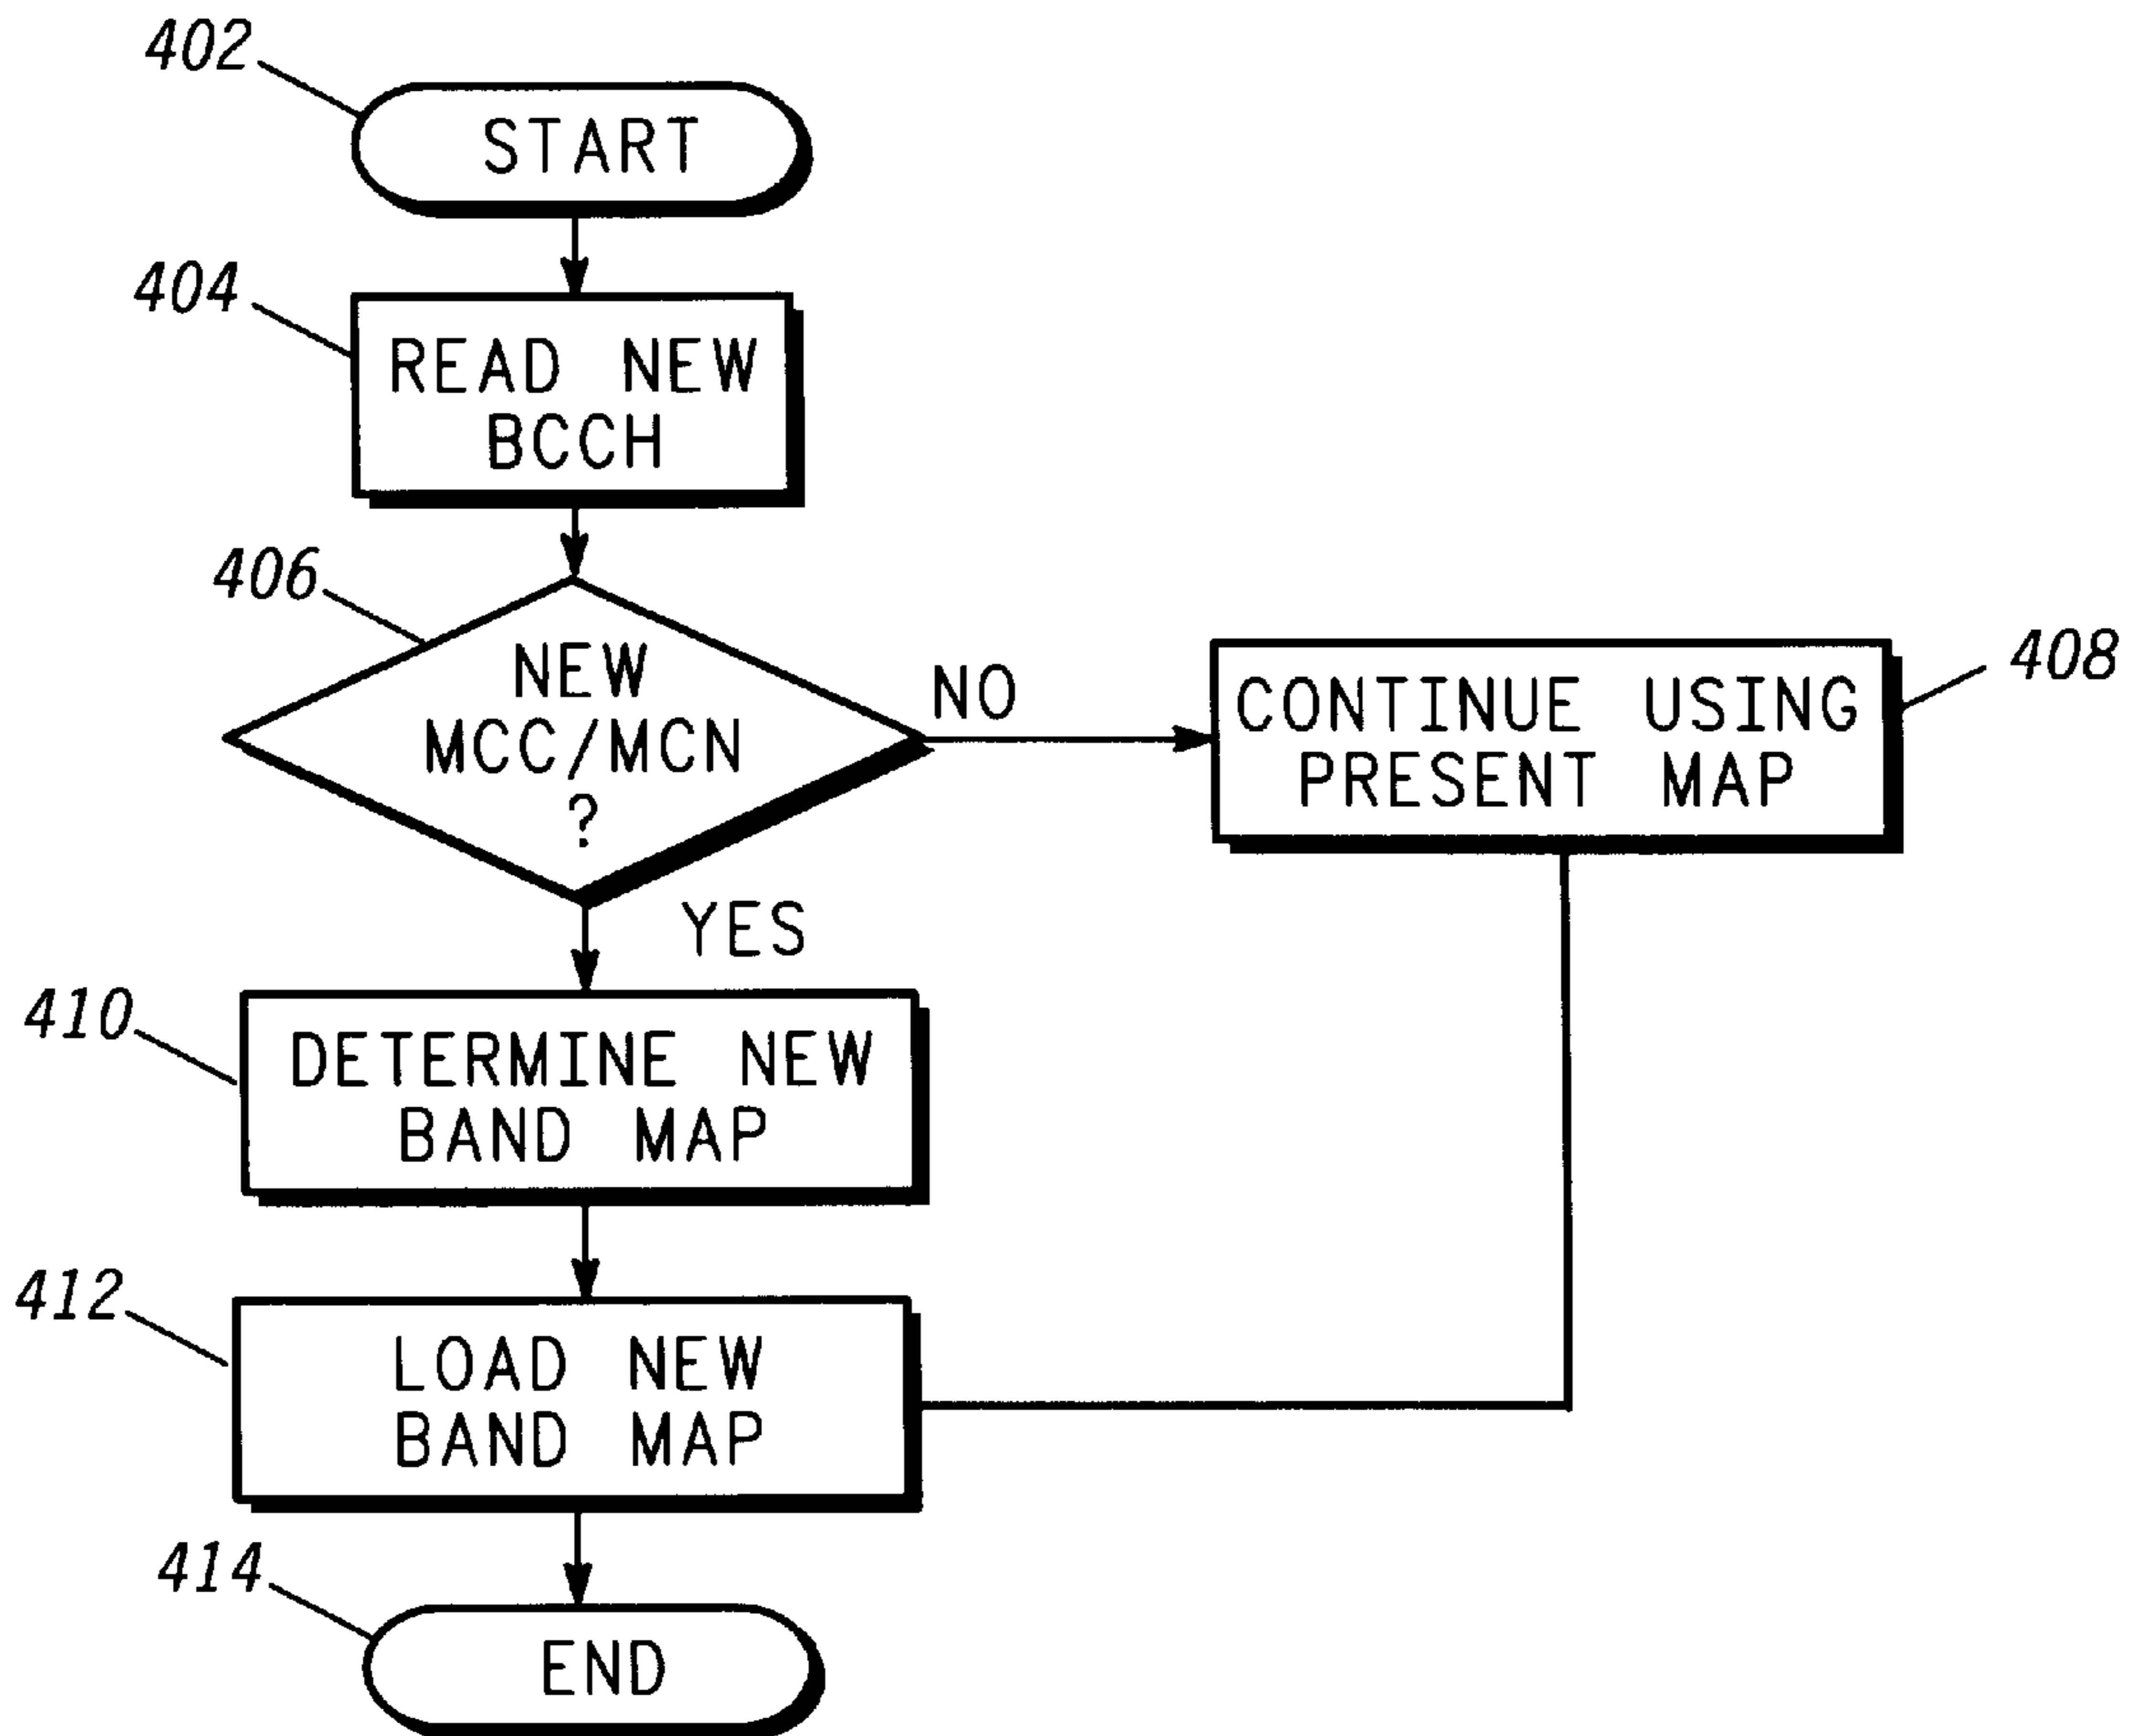 402
START
404
READ NEW
BCCH
406
NEW
MCC/MCN
?
NO
CONTINUE USING
PRESENT MAP
408
YES
410
DETERMINE NEW
BAND MAP
412
LOAD NEW
BAND MAP
414
END